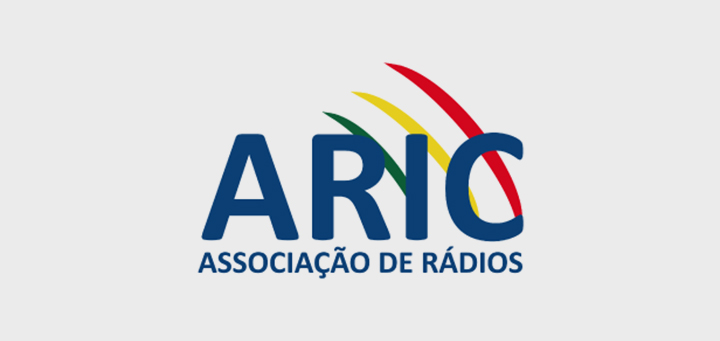 ARIC
ASSOCIAÇÃO DE RÁDIOS